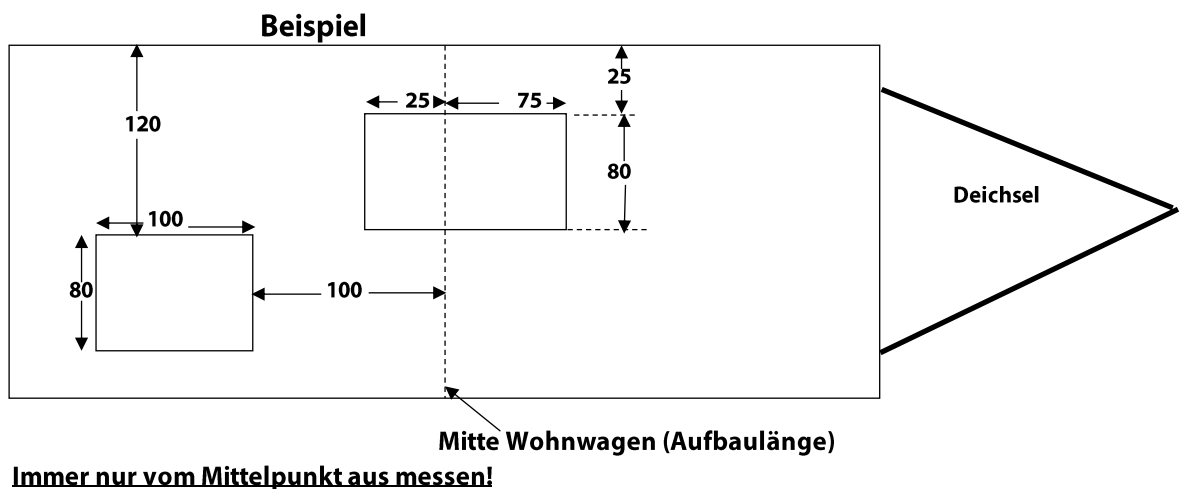 Beispiel
25
25
75
120
80
Deichsel
100
80
100
Mitte Wohnwagen (Aufbaulänge)
Immer nur vom Mittelpunkt aus messen!